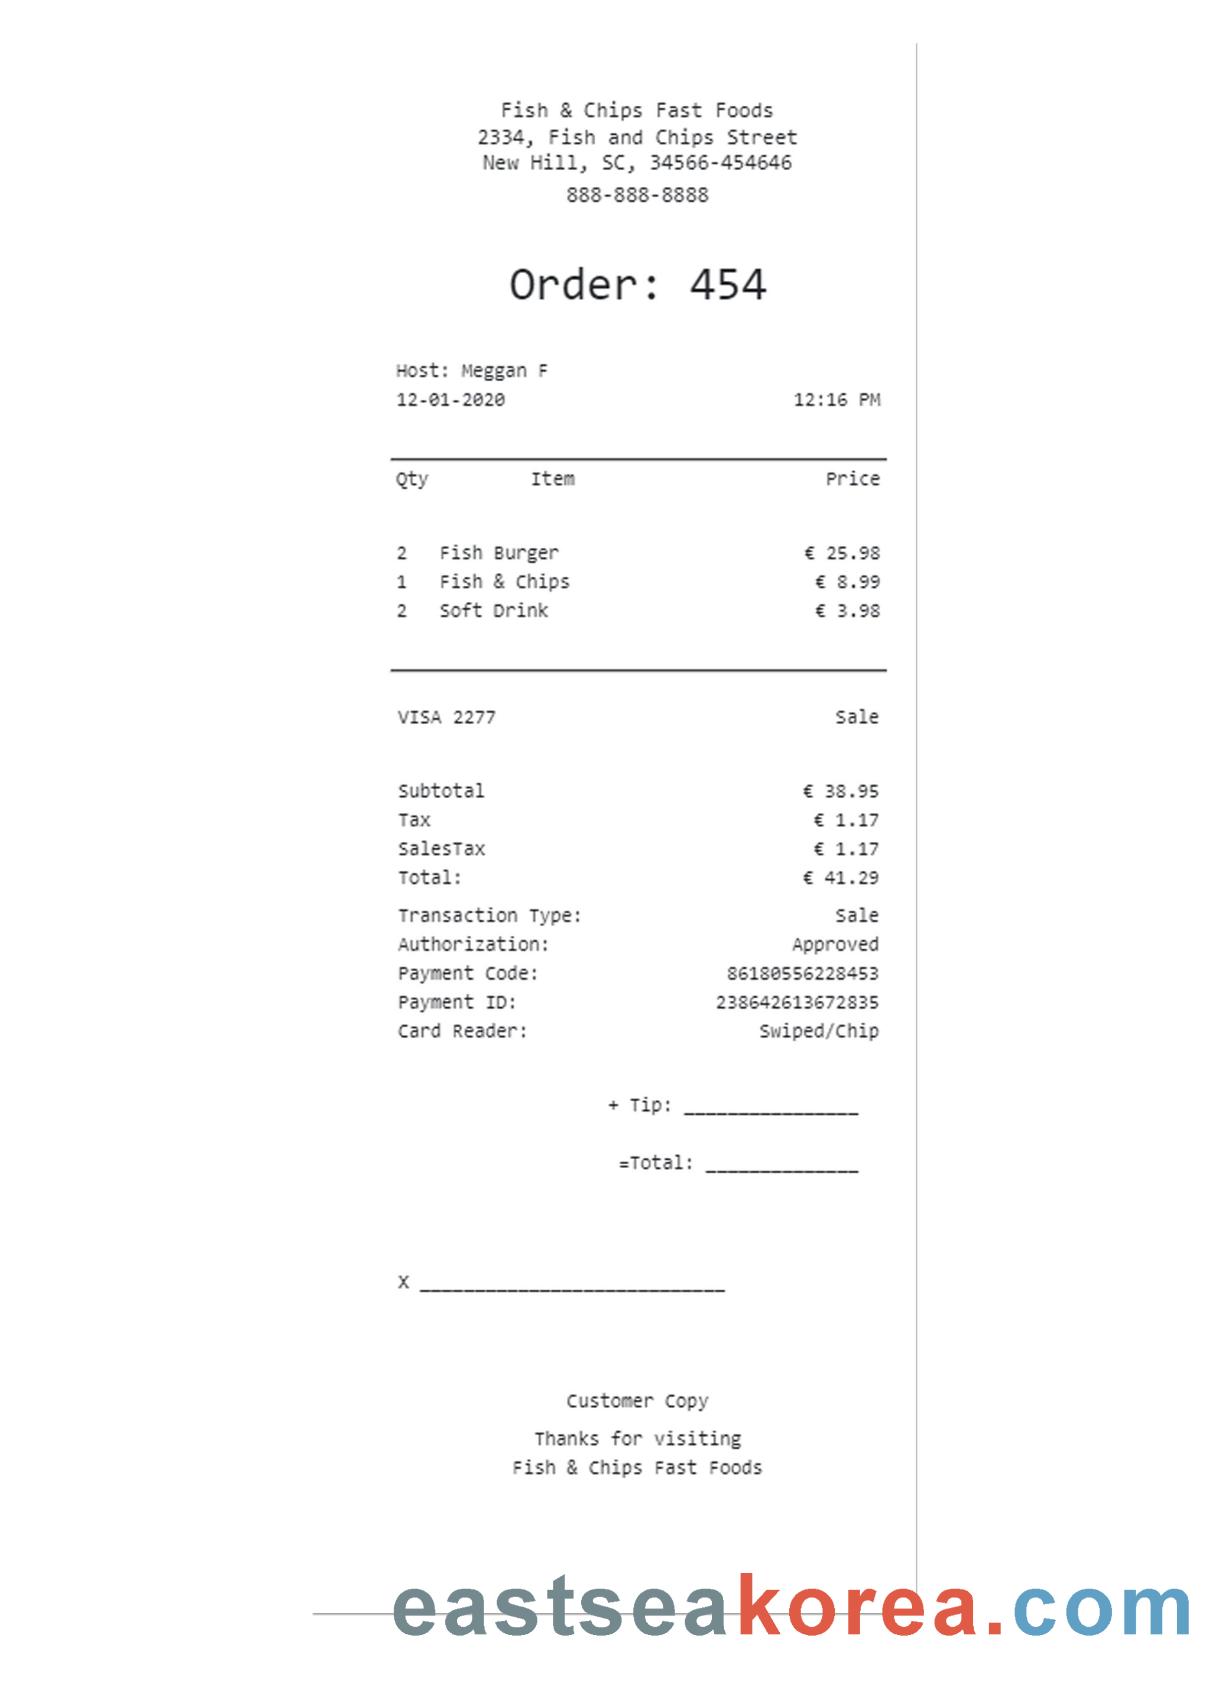 Fish & Chips Fast Foods
2334, Fish and Chips Street
New Hill, SC, 34566-454646
888-888-8888
Order: 454
Host: Meggan F
12-01-2020 12:16 PM
Qty Item Price
2 Fish Burger € 25.98
1 Fish & Chips € 8.99
2 Soft Drink € 3.98
VISA 2277 Sale
Subtotal € 38.95
Tax € 1.17
SalesTax € 1.17
Total: € 41.29
Transaction Type: Sale
Authorization: Approved
Payment Code: 86180556228453
Payment ID: 238642613672835
Card Reader: Swiped/Chip
+ Tip: ________________
=Total: ______________
X ____________________________
Customer Copy
Thanks for visiting
Fish & Chips Fast Foods
eastseakorea.com